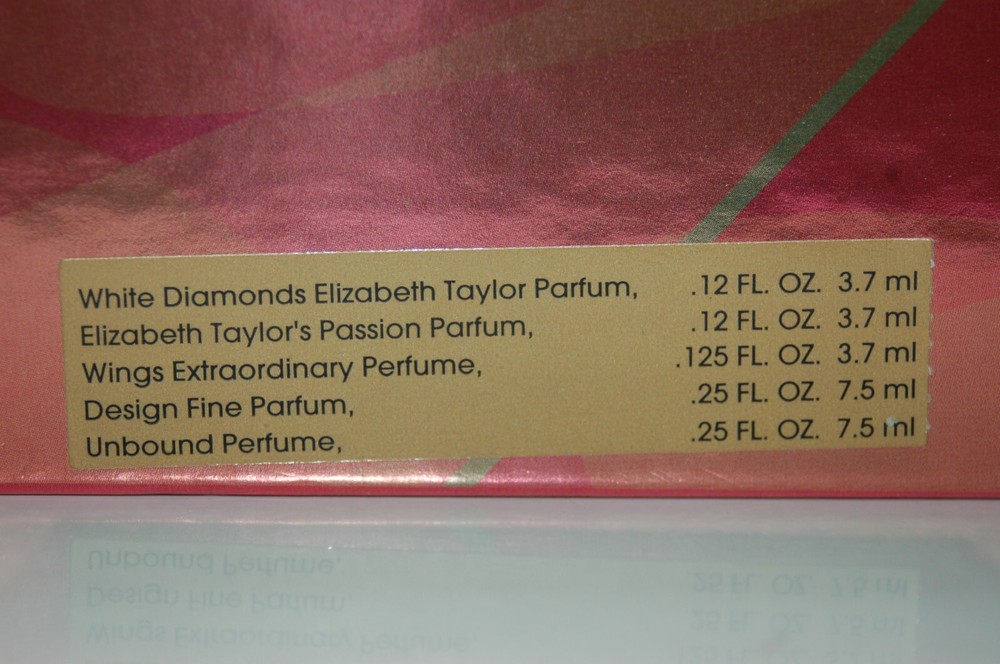 White Diamonds Elizabeth Taylor Parfum, .12 FL. OZ. 3.7 ml
Elizabeth Taylor's Passion Parfum, .12 FL. OZ. 3.7 ml
Wings Extraordinary Perfume, .125 FL. OZ. 3.7 ml
Design Fine Parfum, .25 FL. OZ. 7.5 ml
Unbound Perfume, .25 FL. OZ. 7.5 ml